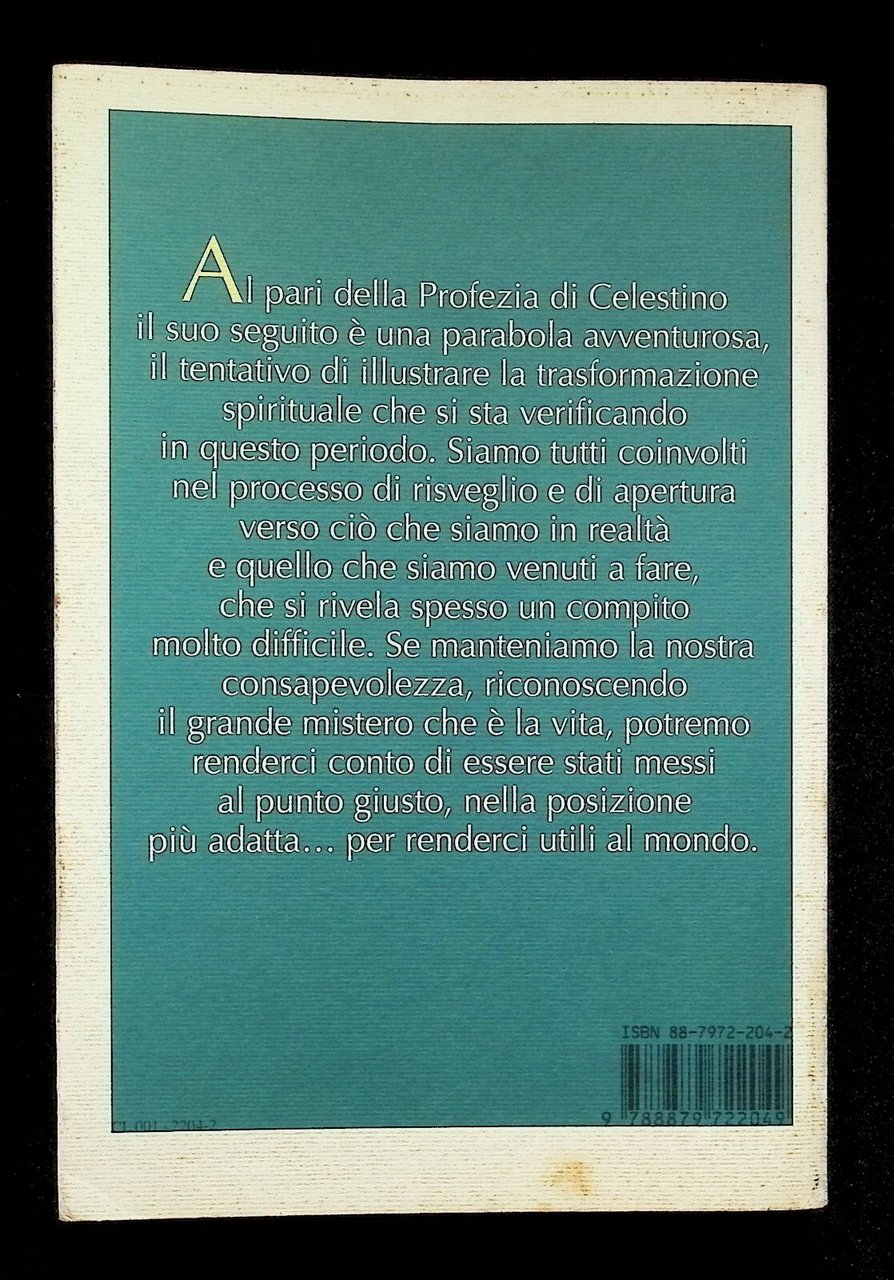 Al pari della Profezia di Celestino
il suo seguito è una parabola avventurosa,
il tentativo di illustrare la trasformazione
spirituale che si sta verificando
in questo periodo. Siamo tutti coinvolti
nel processo di risveglio e di apertura
verso ciò che siamo in realtà
e quello che siamo venuti a fare,
che si rivela spesso un compito
molto difficile. Se manteniamo la nostra
consapevolezza, riconoscendo
il grande mistero che è la vita, potremo
renderci conto di essere stati messi
al punto giusto, nella posizione
più adatta... per renderci utili al mondo.
ISBN 88-7972-204-2
9 788879 722049
CL 001-2204-2